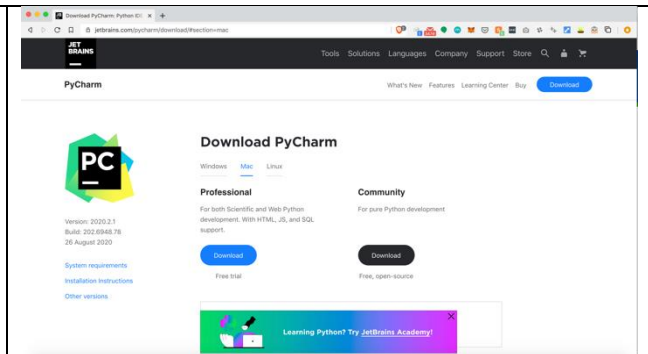 Download PyCharm: Python IDE
jetbrains.com/pycharm/download/#section=mac
JET
BRAINS
Tools Solutions Languages Company Support Store
PyCharm
What's New Features Learning Center Buy Download
PC
Download PyCharm
Windows Mac Linux
Professional
Community
For both Scientific and Web Python
development. With HTML, JS, and SQL
support.
For pure Python development
Version: 2020.2.1
Build: 202.6948.78
26 August 2020
Download
Download
System requirements
Free trial
Free, open-source
Installation Instructions
Other versions
Learning Python? Try JetBrains Academy!